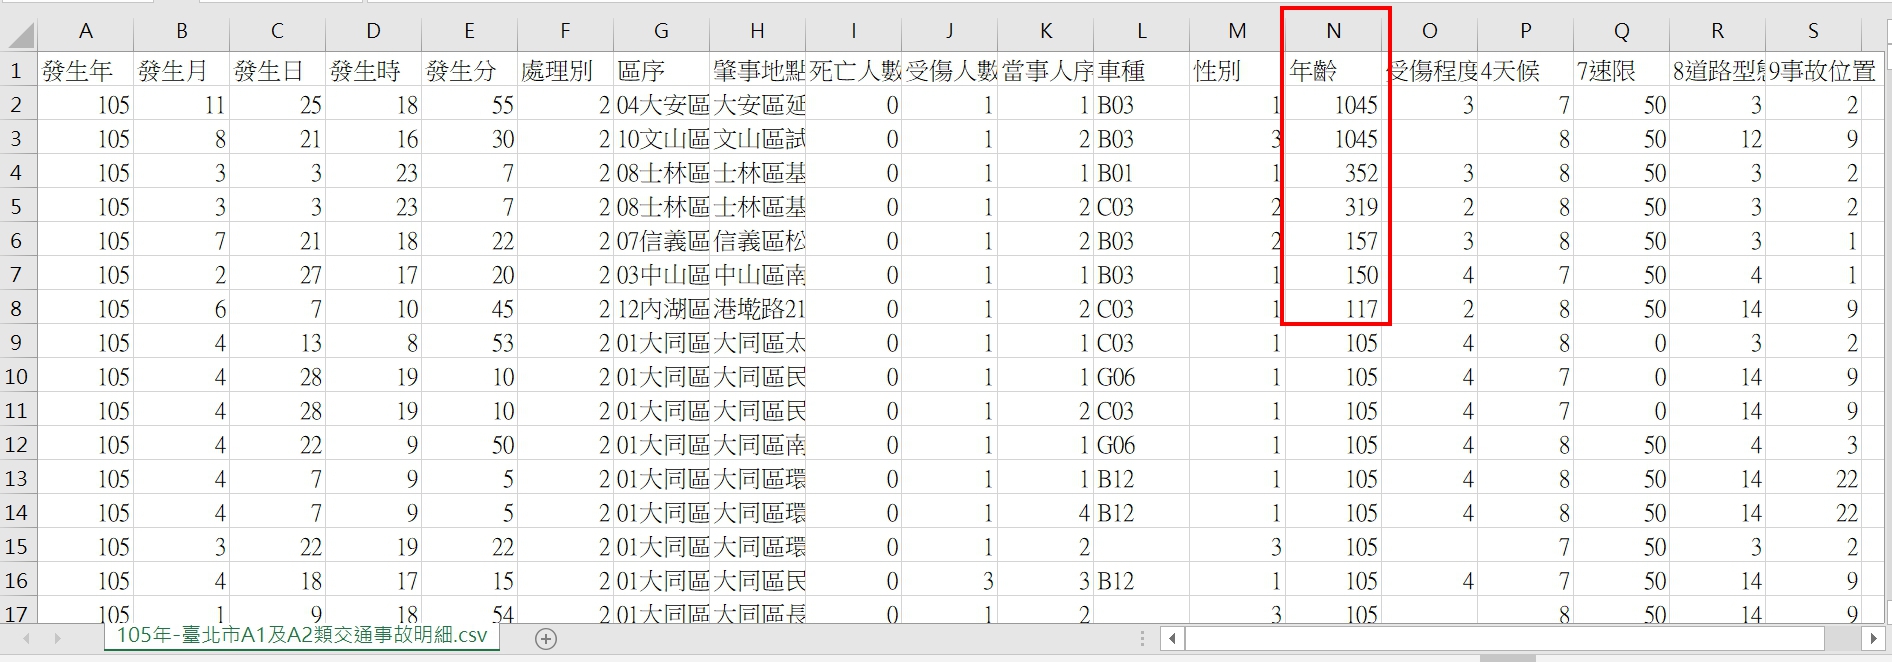 A B C D E F G H I J K L M N O P Q R S
1 發生年 發生月 發生日 發生時 發生分 處理別 區序 肇事地點 死亡人數 受傷人數 當事人序 車種 性別 年齡 受傷程度 4天候 7速限 8道路型態 9事故位置
2 105 11 25 18 55 2 04大安區 大安區延 0 1 1 B03 1 1045 3 7 50 3 2
3 105 8 21 16 30 2 10文山區 文山區試 0 1 2 B03 3 1045 8 50 12 9
4 105 3 3 23 7 2 08士林區 士林區基 0 1 1 B01 1 352 3 8 50 3 2
5 105 3 3 23 7 2 08士林區 士林區基 0 1 2 C03 2 319 2 8 50 3 2
6 105 7 21 18 22 2 07信義區 信義區松 0 1 2 B03 2 157 3 8 50 3 1
7 105 2 27 17 20 2 03中山區 中山區南 0 1 1 B03 1 150 4 7 50 4 1
8 105 6 7 10 45 2 12內湖區 港墘路21 0 1 2 C03 1 117 2 8 50 14 9
9 105 4 13 8 53 2 01大同區 大同區太 0 1 1 C03 1 105 4 8 0 3 2
10 105 4 28 19 10 2 01大同區 大同區民 0 1 1 G06 1 105 4 7 0 14 9
11 105 4 28 19 10 2 01大同區 大同區民 0 1 2 C03 1 105 4 7 0 14 9
12 105 4 22 9 50 2 01大同區 大同區南 0 1 1 G06 1 105 4 8 50 4 3
13 105 4 7 9 5 2 01大同區 大同區環 0 1 1 B12 1 105 4 8 50 14 22
14 105 4 7 9 5 2 01大同區 大同區環 0 1 4 B12 1 105 4 8 50 14 22
15 105 3 22 19 22 2 01大同區 大同區環 0 1 2 3 105 7 50 3 2
16 105 4 18 17 15 2 01大同區 大同區民 0 3 3 B12 1 105 4 7 50 14 9
17 105 1 9 18 54 2 01大同區 大同區長 0 1 2 3 105 8 50 14 9
105年-臺北市A1及A2類交通事故明細.csv